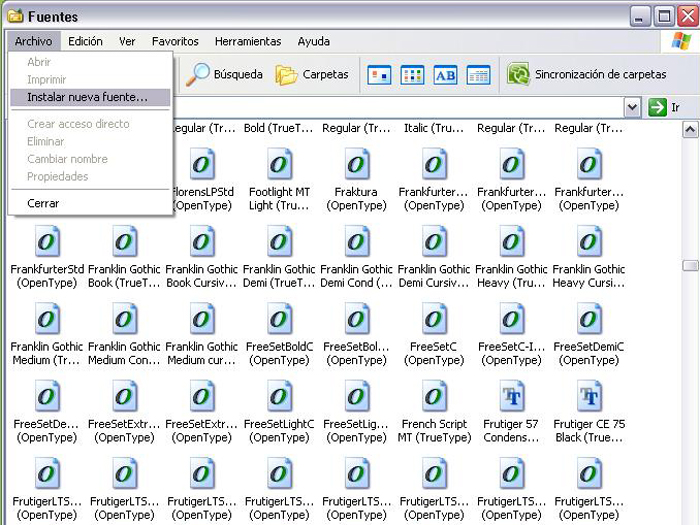 Fuentes
Archivo Edición Ver Favoritos Herramientas Ayuda
Abrir
Imprimir
Instalar nueva fuente...
Crear acceso directo
Eliminar
Cambiar nombre
Propiedades
Cerrar
Búsqueda Carpetas Sincronización de carpetas
Ir
Regular (Tr... Bold (TrueT... Regular (Tr... Italic (TrueT... Regular (Tr... Regular (Tr...
FlorensLPStd Footlight MT Fraktura Frankfurter... Frankfurter... Frankfurter...
(OpenType) Light (Tru... (OpenType) (OpenType) (OpenType) (OpenType)
FrankfurterStd Franklin Gothic Franklin Gothic Franklin Gothic Franklin Gothic Franklin Gothic Franklin Gothic Franklin Gothic
(OpenType) Book (TrueT... Book Cursiv... Demi (TrueT... Demi Cond (... Demi Cursiv... Heavy (Tru... Heavy Cursi...
Franklin Gothic Franklin Gothic Franklin Gothic FreeSetBoldC FreeSetBol... FreeSetC FreeSetC-I... FreeSetDemiC
Medium (Tr... Medium Con... Medium cur... (OpenType) (OpenType) (OpenType) (OpenType) (OpenType)
FreeSetDe... FreeSetExtr... FreeSetExtr... FreeSetLightC FreeSetLig... French Script Frutiger 57 Frutiger CE 75
(OpenType) (OpenType) (OpenType) (OpenType) (OpenType) MT (TrueType) Condens... Black (True...
FrutigerLTS... FrutigerLTS... FrutigerLTS... FrutigerLTS... FrutigerLTS... FrutigerLTS... FrutigerLTS... FrutigerLTS...
(OpenType) (OpenType) (OpenType) (OpenType) (OpenType) (OpenType) (OpenType) (OpenType)